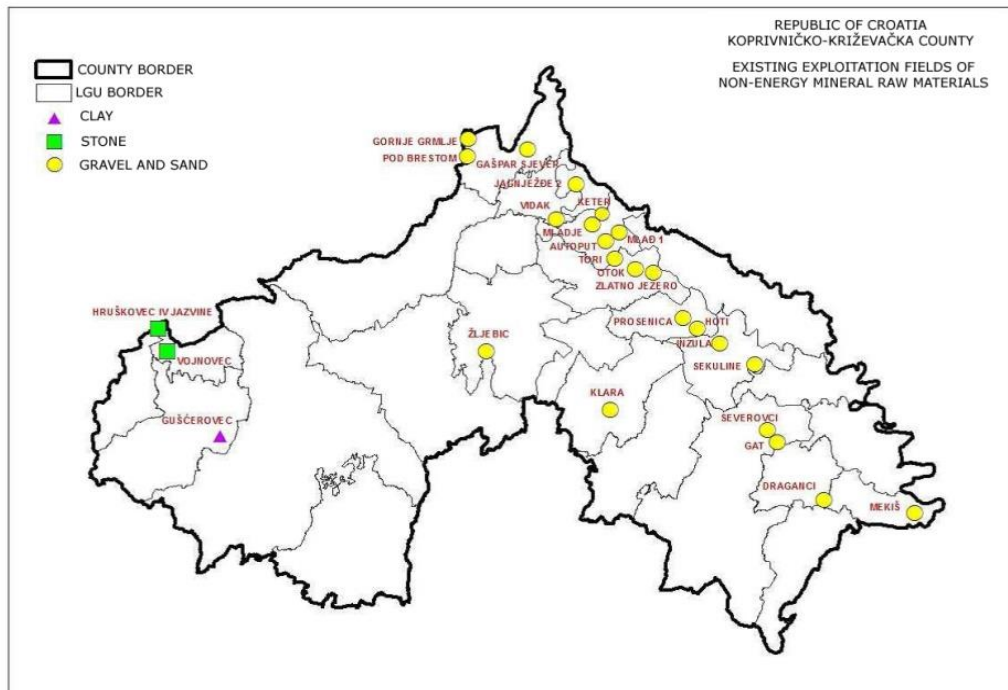 REPUBLIC OF CROATIA
KOPRIVNIČKO-KRIŽEVAČKA COUNTY
EXISTING EXPLOITATION FIELDS OF
NON-ENERGY MINERAL RAW MATERIALS
COUNTY BORDER
LGU BORDER
CLAY
STONE
GRAVEL AND SAND
GORNJE GRMLJE
POD BRESTOM
GAŠPAR SJEVER
JAGNJEŽĐE 2
VIDAK
KETER
MLADJE
MLAĐ 1
AUTOPUT
TORI
OTOK
ZLATNO JEZERO
HRUŠKOVEC IV JAZVINE
VOJNOVEC
PROSENICA
HOTI
INZULA
ŽLJEBIC
SEKULINE
KLARA
GUŠĆEROVEC
SEVEROVCI
GAT
DRAGANCI
MEKIŠ